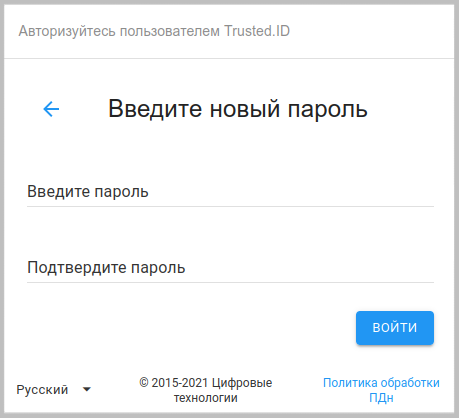 Авторизуйтесь пользователем Trusted.ID
Введите новый пароль
Введите пароль
Подтвердите пароль
ВОЙТИ
Русский
© 2015-2021 Цифровые
технологии
Политика обработки
ПДн